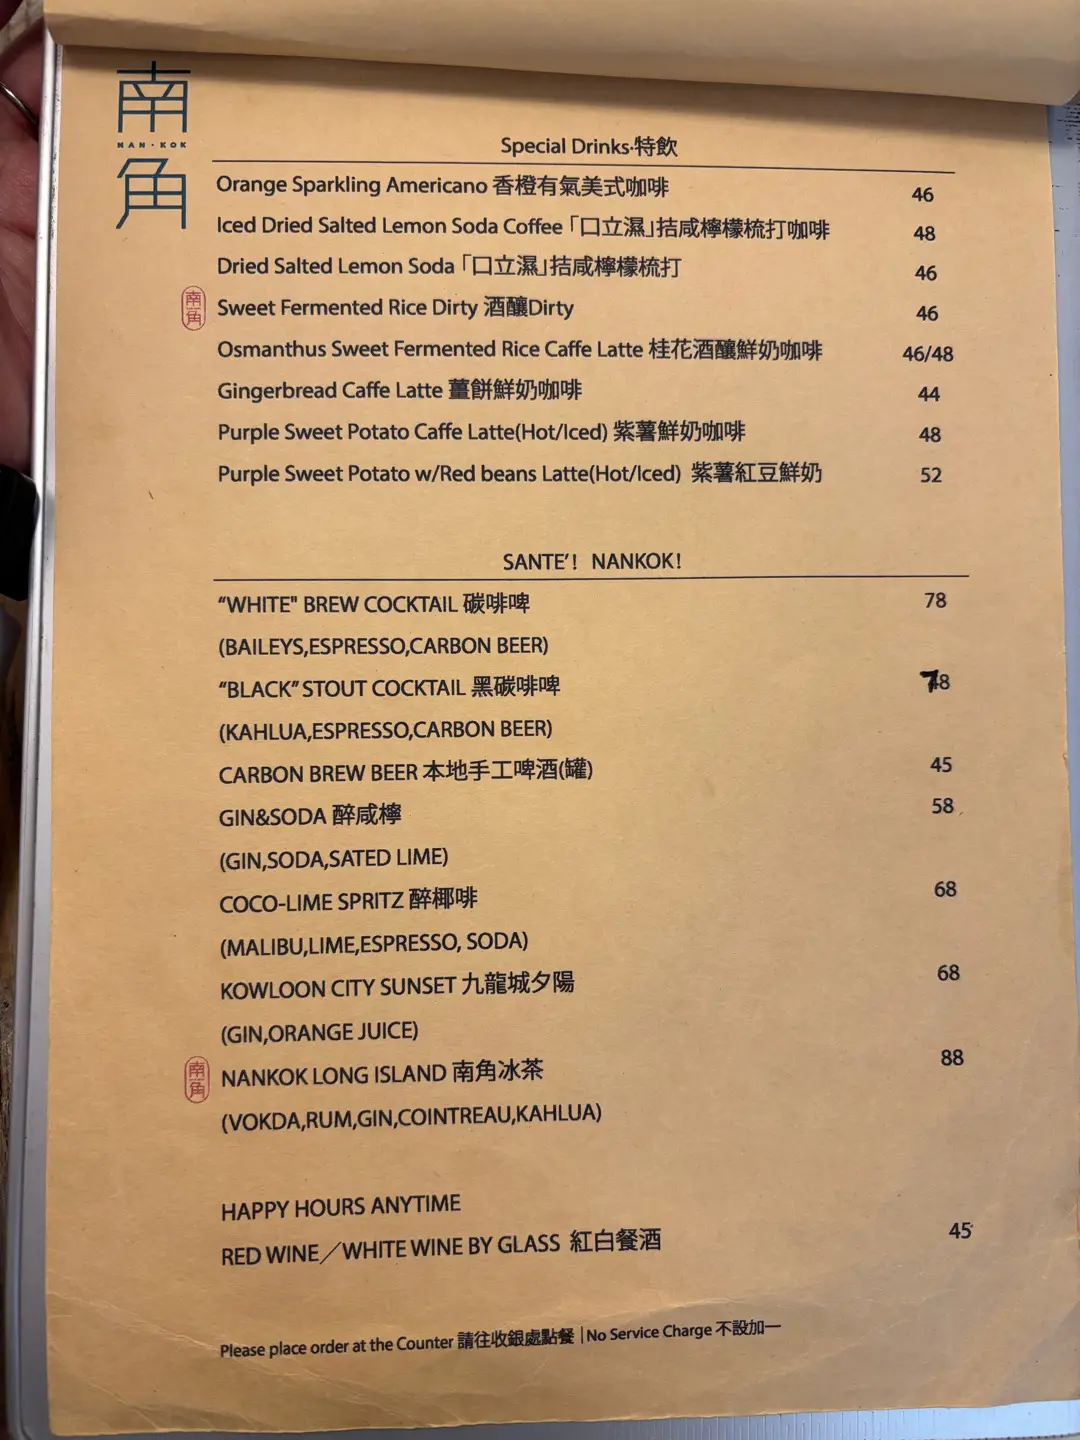 南
NAN·KOK
角
Special Drinks·特飲
Orange Sparkling Americano 香橙有氣美式咖啡 46
Iced Dried Salted Lemon Soda Coffee「口立濕」拮咸檸檬梳打咖啡 48
Dried Salted Lemon Soda「口立濕」拮咸檸檬梳打 46
南角 Sweet Fermented Rice Dirty 酒釀Dirty 46
Osmanthus Sweet Fermented Rice Caffe Latte 桂花酒釀鮮奶咖啡 46/48
Gingerbread Caffe Latte 薑餅鮮奶咖啡 44
Purple Sweet Potato Caffe Latte(Hot/Iced) 紫薯鮮奶咖啡 48
Purple Sweet Potato w/Red beans Latte(Hot/Iced) 紫薯紅豆鮮奶 52
SANTE'! NANKOK!
“WHITE" BREW COCKTAIL 碳啡啤 78
(BAILEYS,ESPRESSO,CARBON BEER)
“BLACK” STOUT COCKTAIL 黑碳啡啤 78
(KAHLUA,ESPRESSO,CARBON BEER)
CARBON BREW BEER 本地手工啤酒(罐) 45
GIN&SODA 醉咸檸 58
(GIN,SODA,SATED LIME)
COCO-LIME SPRITZ 醉椰啡 68
(MALIBU,LIME,ESPRESSO, SODA)
KOWLOON CITY SUNSET 九龍城夕陽 68
(GIN,ORANGE JUICE)
南角 NANKOK LONG ISLAND 南角冰茶 88
(VOKDA,RUM,GIN,COINTREAU,KAHLUA)
HAPPY HOURS ANYTIME
RED WINE／WHITE WINE BY GLASS 紅白餐酒 45
Please place order at the Counter 請往收銀處點餐 | No Service Charge 不設加一